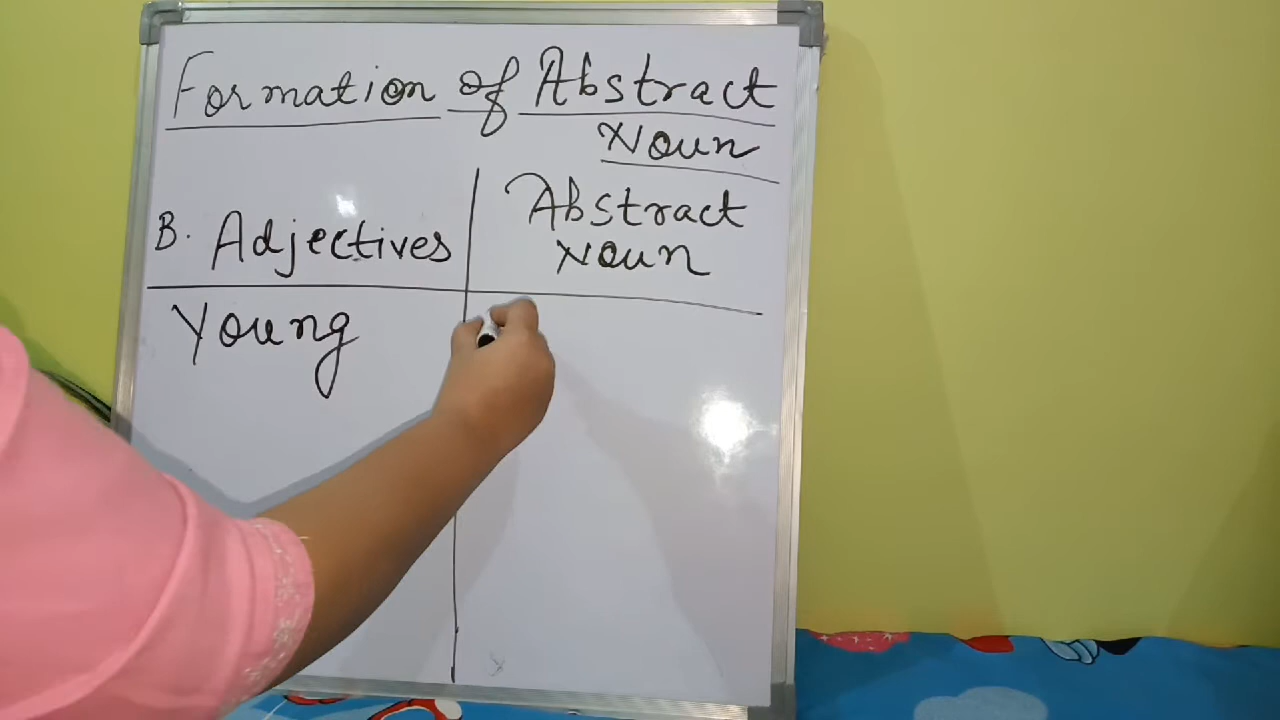 Formation of Abstract
Noun
B. Adjectives
Abstract
Noun
Young